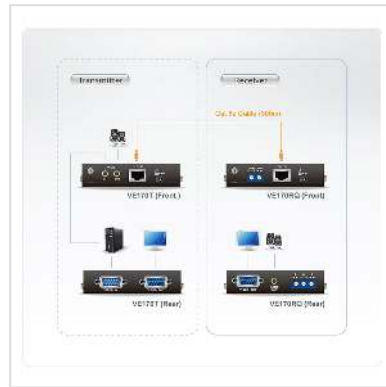 Transmitter
Receiver
Cat 5e Cable (300m)
VE170T (Front)
VE170RQ (Front)
VE170T (Rear)
VE170RQ (Rear)